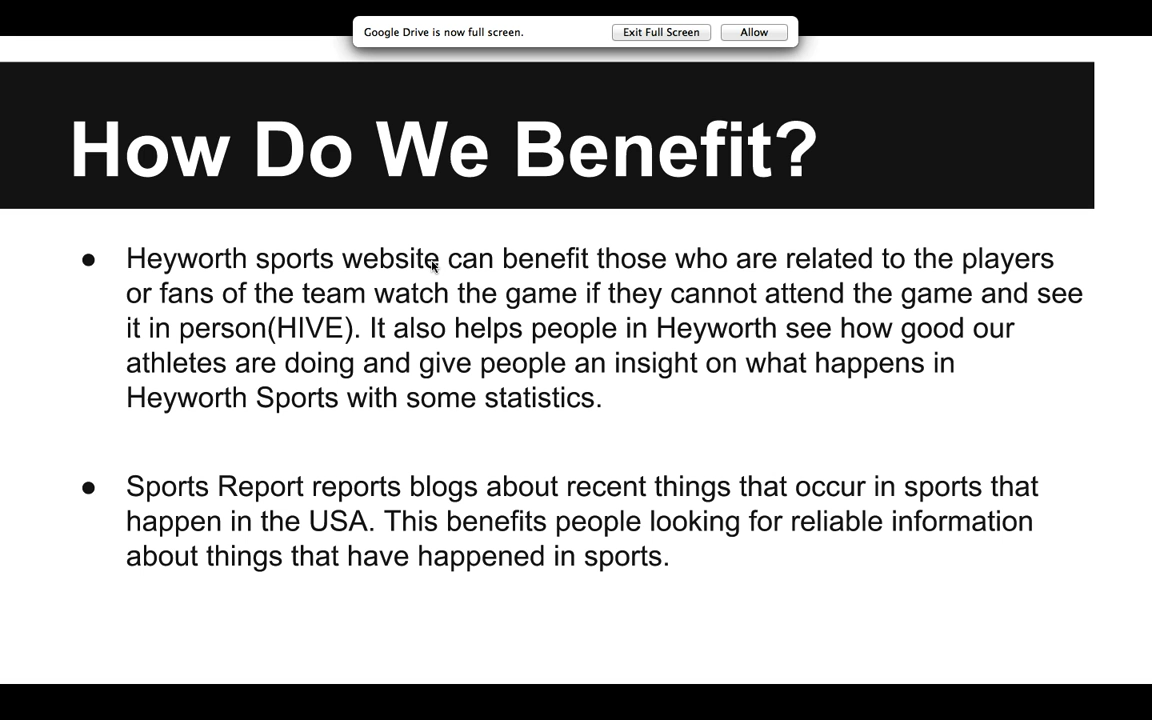 Google Drive is now full screen. Exit Full Screen Allow
How Do We Benefit?
● Heyworth sports website can benefit those who are related to the players
or fans of the team watch the game if they cannot attend the game and see
it in person(HIVE). It also helps people in Heyworth see how good our
athletes are doing and give people an insight on what happens in
Heyworth Sports with some statistics.
● Sports Report reports blogs about recent things that occur in sports that
happen in the USA. This benefits people looking for reliable information
about things that have happened in sports.